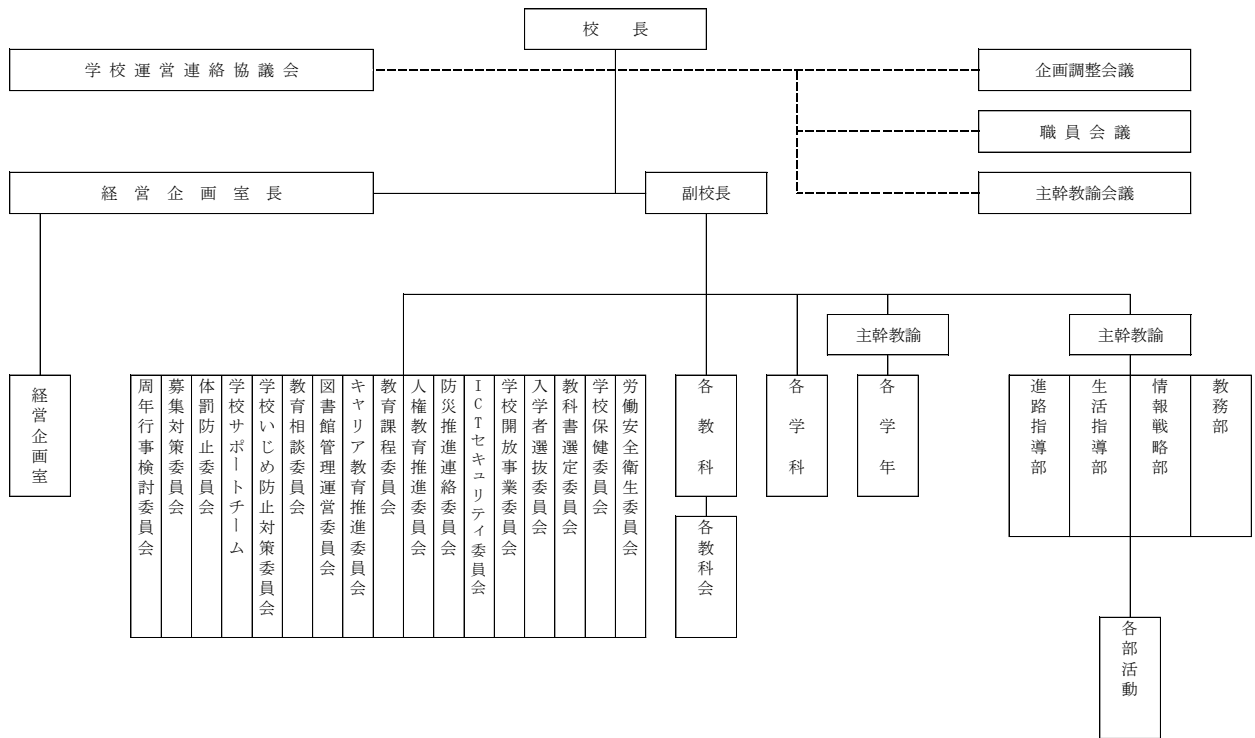 校長
学校運営連絡協議会
企画調整会議
職員会議
経営企画室長
副校長
主幹教諭会議
主幹教諭
主幹教諭
経営企画室
周年行事検討委員会
募集対策委員会
体罰防止委員会
学校サポートチーム
学校いじめ防止対策委員会
教育相談委員会
図書館管理運営委員会
キャリア教育推進委員会
教育課程委員会
人権教育推進委員会
防災推進連絡委員会
ICTセキュリティ委員会
学校開放事業委員会
入学者選抜委員会
教科書選定委員会
学校保健委員会
労働安全衛生委員会
各教科
各学科
各学年
進路指導部
生活指導部
情報戦略部
教務部
各教科会
各部活動